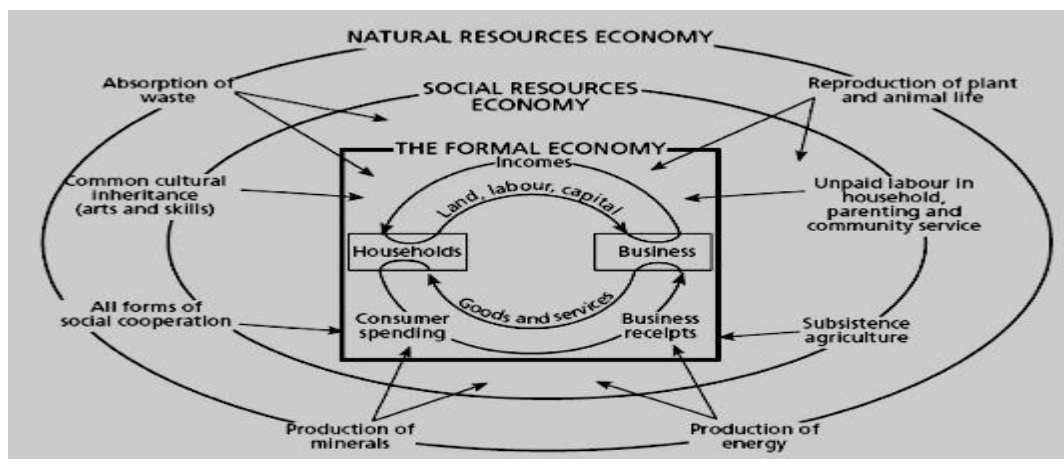 NATURAL RESOURCES ECONOMY
Absorption of
waste
SOCIAL RESOURCES
ECONOMY
Reproduction of plant
and animal life
THE FORMAL ECONOMY
Incomes
Common cultural
inheritance
(arts and skills)
Land, labour, capital
Unpaid labour in
household,
parenting and
community service
Households
Business
Goods and services
All forms of
social cooperation
Consumer
spending
Business
receipts
Subsistence
agriculture
Production of
minerals
Production of
energy